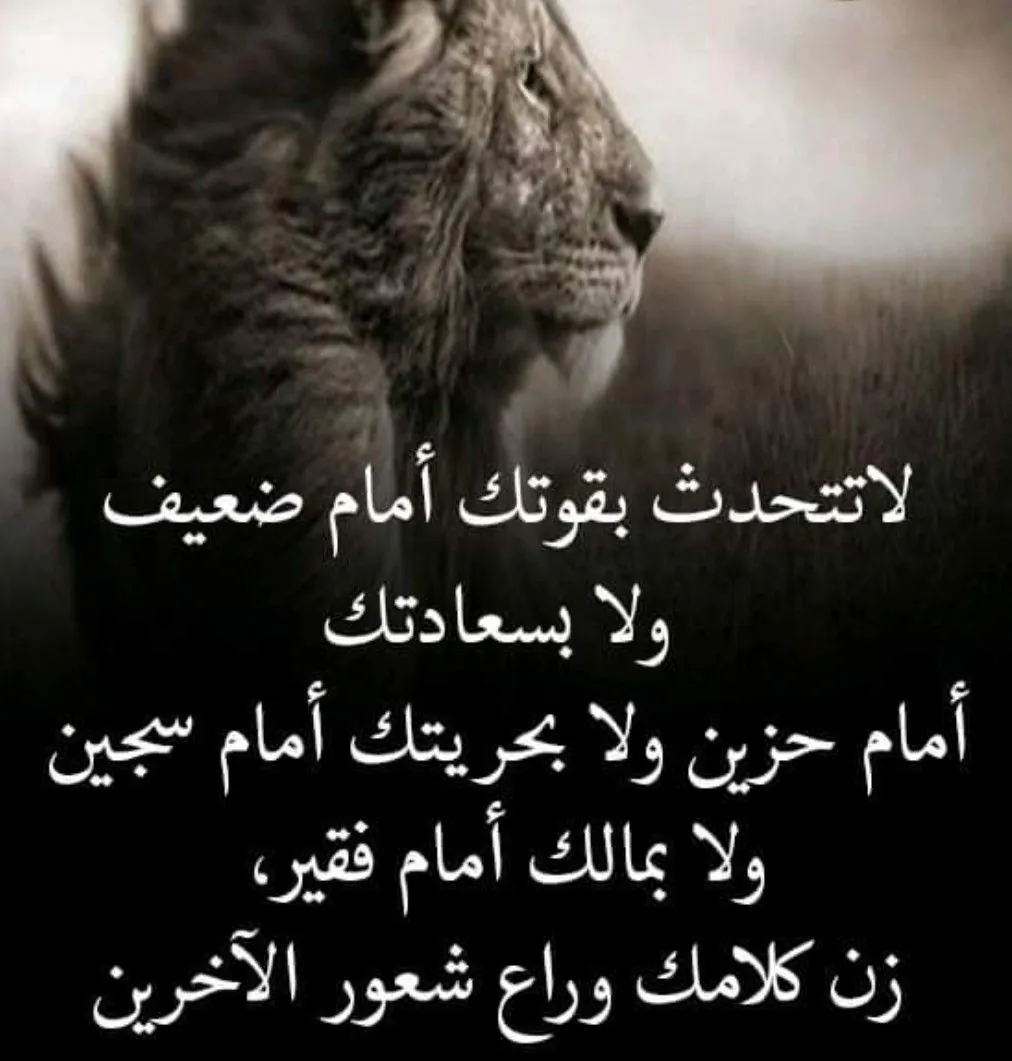 لاتتحدث بقوتك أمام ضعيف
ولا بسعادتك
أمام حزين ولا بحريتك أمام سجين
ولا بمالك أمام فقير،
زن كلامك وراع شعور الآخرين